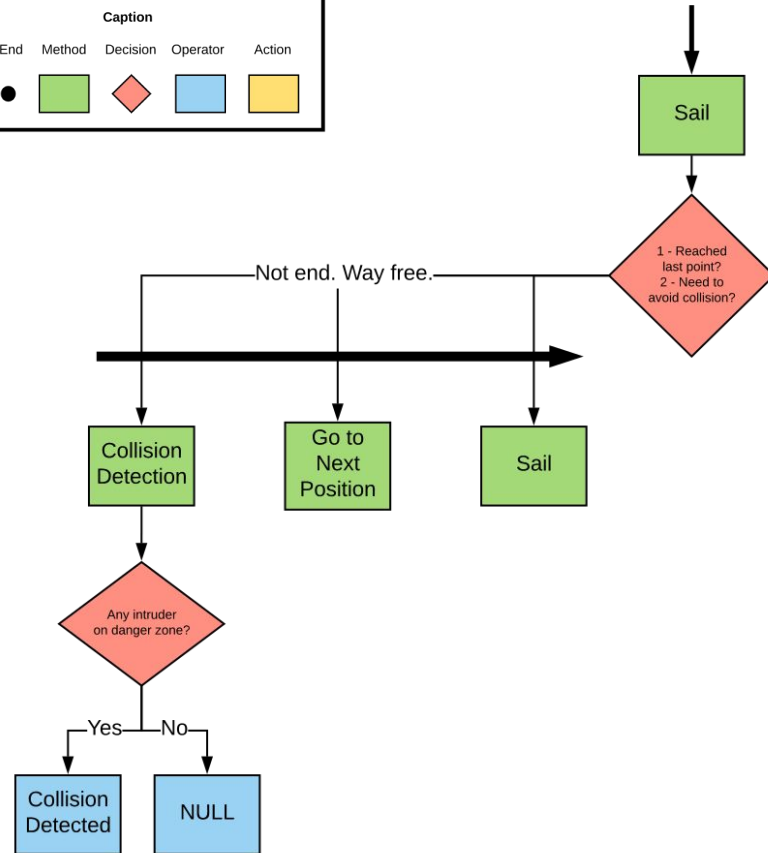 Caption
End Method Decision Operator Action
Sail
1 - Reached
last point?
2 - Need to
avoid collision?
Not end. Way free.
Collision
Detection
Go to
Next
Position
Sail
Any intruder
on danger zone?
Yes No
Collision
Detected
NULL